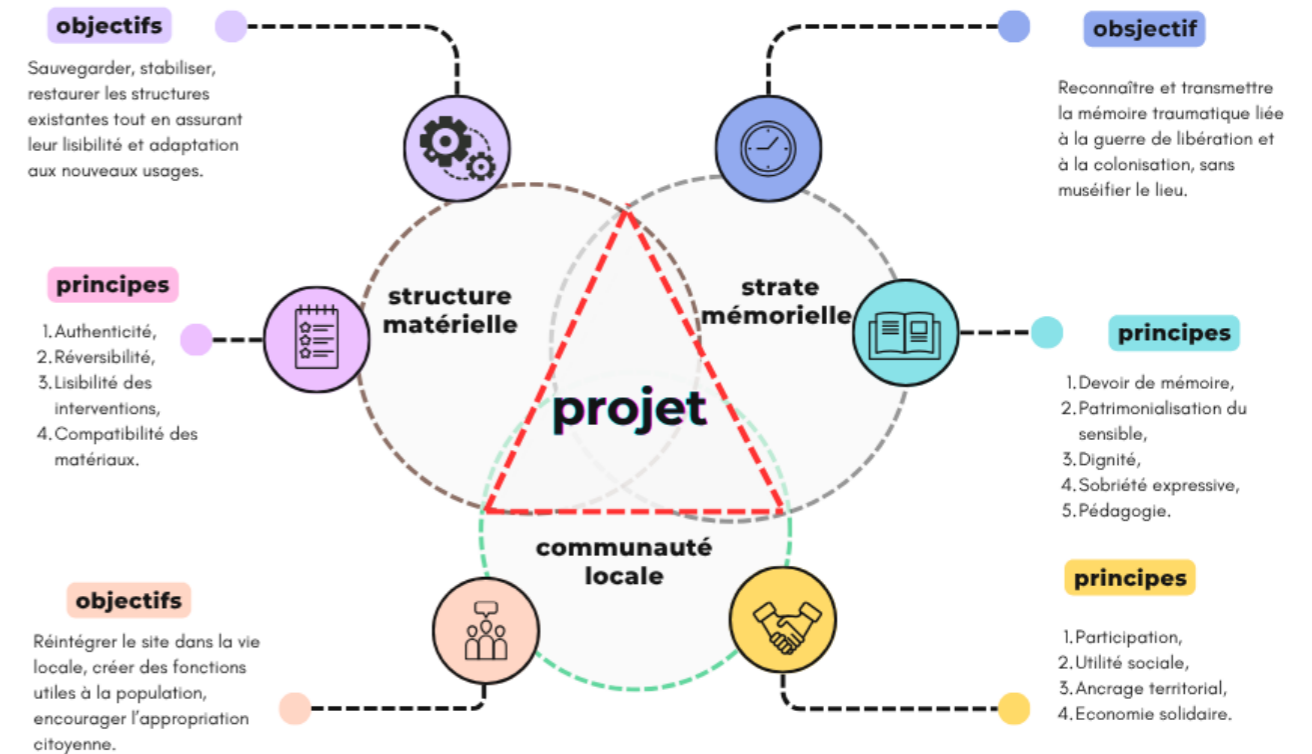 objectifs
Sauvegarder, stabiliser,
restaurer les structures
existantes tout en assurant
leur lisibilité et adaptation
aux nouveaux usages.
obsjectif
Reconnaître et transmettre
la mémoire traumatique liée
à la guerre de libération et
à la colonisation, sans
muséifier le lieu.
principes
1. Authenticité,
2. Réversibilité,
3. Lisibilité des
interventions,
4. Compatibilité des
matériaux.
structure
matérielle
strate
mémorielle
principes
1. Devoir de mémoire,
2. Patrimonialisation du
sensible,
3. Dignité,
4. Sobriété expressive,
5. Pédagogie.
projet
communauté
locale
objectifs
Réintégrer le site dans la vie
locale, créer des fonctions
utiles à la population,
encourager l'appropriation
citoyenne.
principes
1. Participation,
2. Utilité sociale,
3. Ancrage territorial,
4. Economie solidaire.